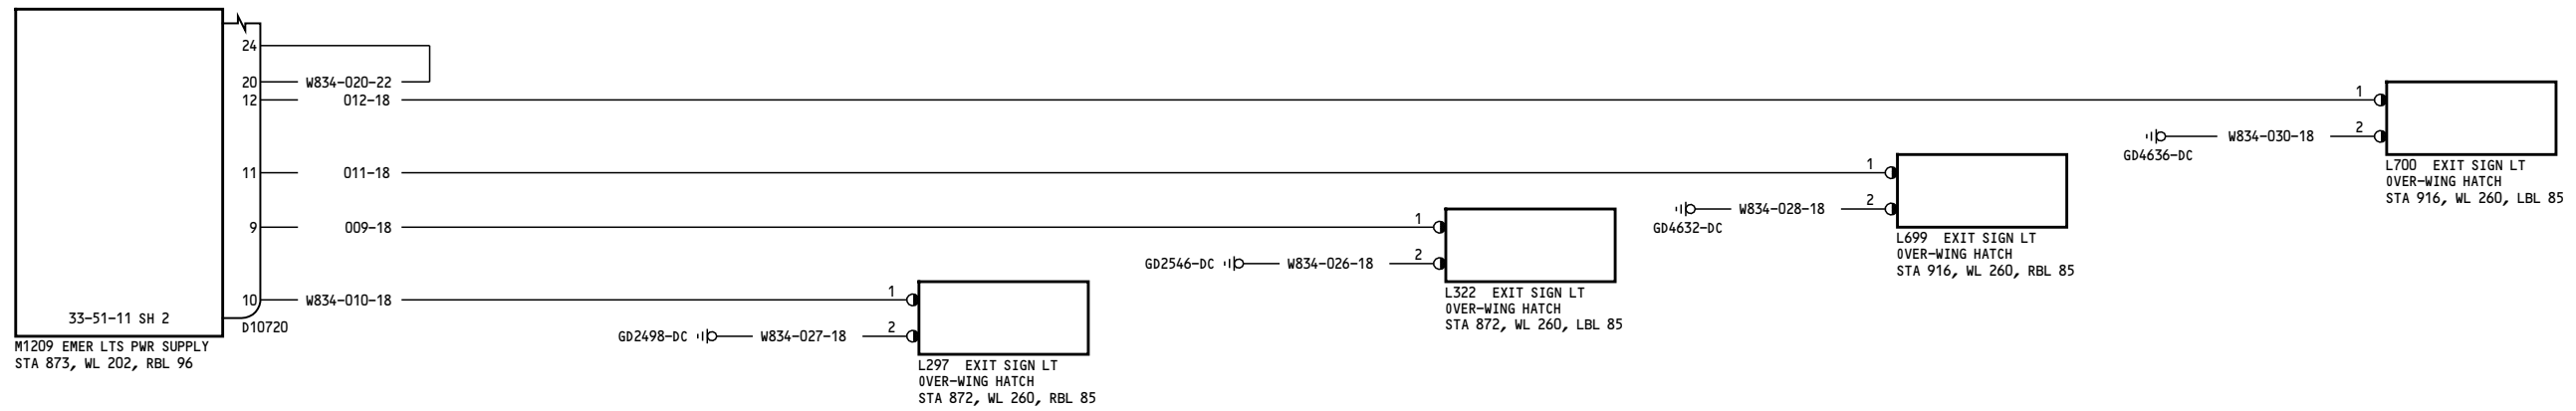 24
20 W834-020-22
12 012-18
11 011-18
9 009-18
10 W834-010-18
33-51-11 SH 2
D10720
M1209 EMER LTS PWR SUPPLY
STA 873, WL 202, RBL 96
1
GD2498-DC W834-027-18 2
L297 EXIT SIGN LT
OVER-WING HATCH
STA 872, WL 260, RBL 85
1
GD2546-DC W834-026-18 2
L322 EXIT SIGN LT
OVER-WING HATCH
STA 872, WL 260, LBL 85
1
W834-028-18 2
GD4632-DC
L699 EXIT SIGN LT
OVER-WING HATCH
STA 916, WL 260, RBL 85
1
W834-030-18 2
GD4636-DC
L700 EXIT SIGN LT
OVER-WING HATCH
STA 916, WL 260, LBL 85